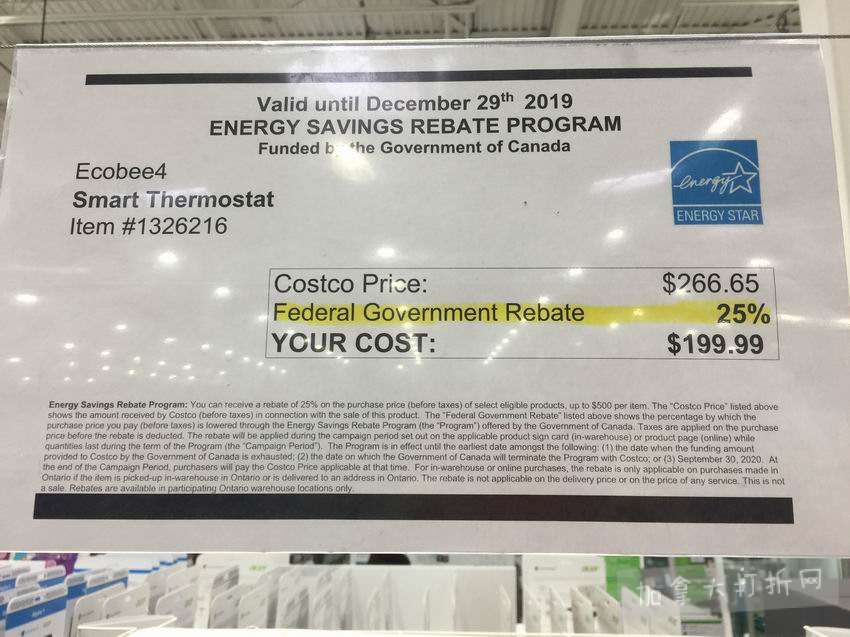 Valid until December 29th 2019
ENERGY SAVINGS REBATE PROGRAM
Funded by the Government of Canada
Ecobee4
Smart Thermostat
Item #1326216
energy
ENERGY STAR
Costco Price: $266.65
Federal Government Rebate 25%
YOUR COST: $199.99
Energy Savings Rebate Program: You can receive a rebate of 25% on the purchase price (before taxes) of select eligible products, up to $500 per item. The "Costco Price" listed above
shows the amount received by Costco (before taxes) in connection with the sale of this product. The "Federal Government Rebate" listed above shows the percentage by which the
purchase price you pay (before taxes) is lowered through the Energy Savings Rebate Program (the "Program") offered by the Government of Canada. Taxes are applied on the purchase
price before the rebate is deducted. The rebate will be applied during the campaign period set out on the applicable product sign card (in-warehouse) or product page (online) while
quantities last during the term of the Program (the "Campaign Period"). The Program is in effect until the earliest date amongst the following: (1) the date when the funding amount
provided to Costco by the Government of Canada is exhausted; (2) the date on which the Government of Canada will terminate the Program with Costco; or (3) September 30, 2020. At
the end of the Campaign Period, purchasers will pay the Costco Price applicable at that time. For in-warehouse or online purchases, the rebate is only applicable on purchases made in
Ontario if the item is picked-up in-warehouse in Ontario or is delivered to an address in Ontario. The rebate is not applicable on the delivery price or on the price of any service. This is not
a sale. Rebates are available in participating Ontario warehouse locations only.
acer
加拿大打折网